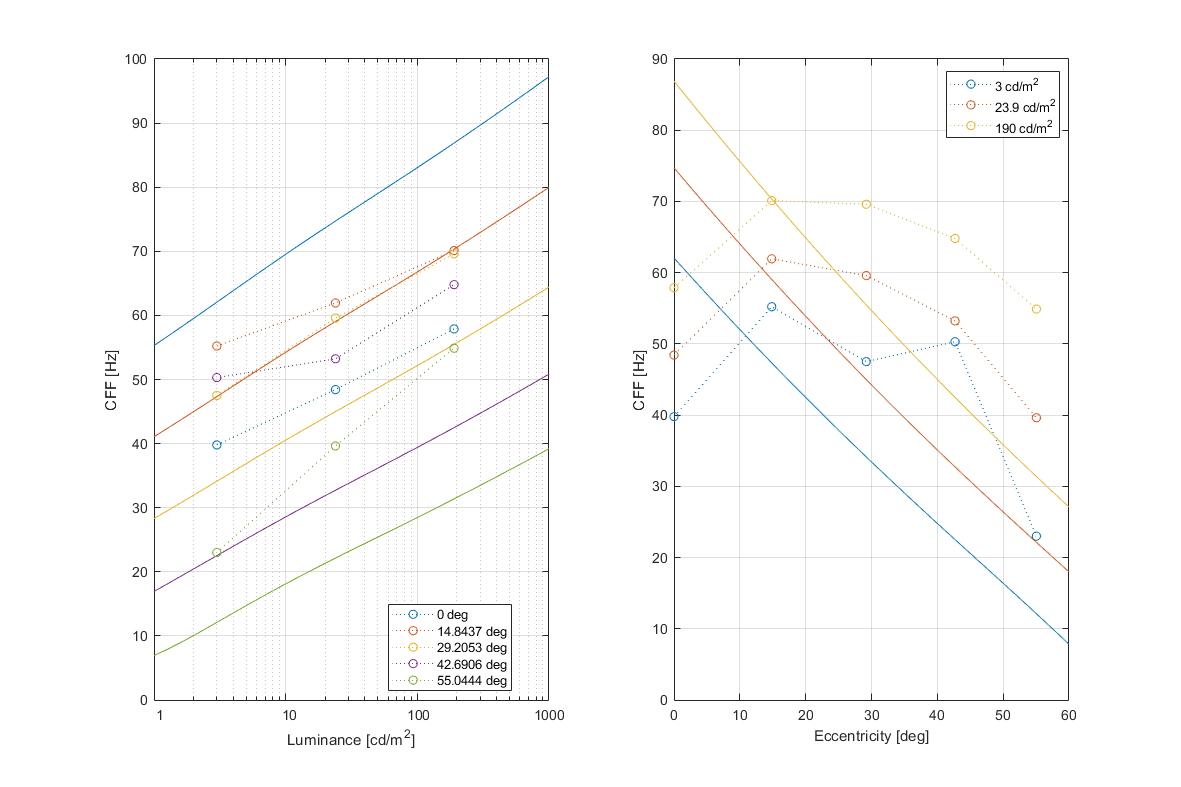 100
90
80
70
60
50
40
30
20
10
0
CFF [Hz]
1 10 100 1000
Luminance [cd/m²]
0 deg
14.8437 deg
29.2053 deg
42.6906 deg
55.0444 deg
90
80
70
60
50
40
30
20
10
0
CFF [Hz]
0 10 20 30 40 50 60
Eccentricity [deg]
3 cd/m²
23.9 cd/m²
190 cd/m²